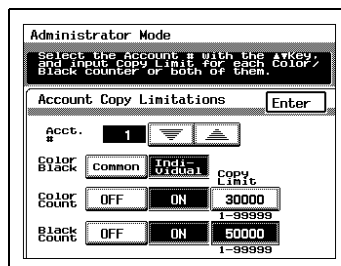 Administrator Mode
Select the Account # with the ▲▼Key,
and input Copy Limit for each Color/
Black counter or both of them.
Account Copy Limitations Enter
Acct.
# 1
Color
Black Common Indi-
vidual
Copy
Limit
Color
Count OFF ON 30000
1-99999
Black
Count OFF ON 50000
1-99999